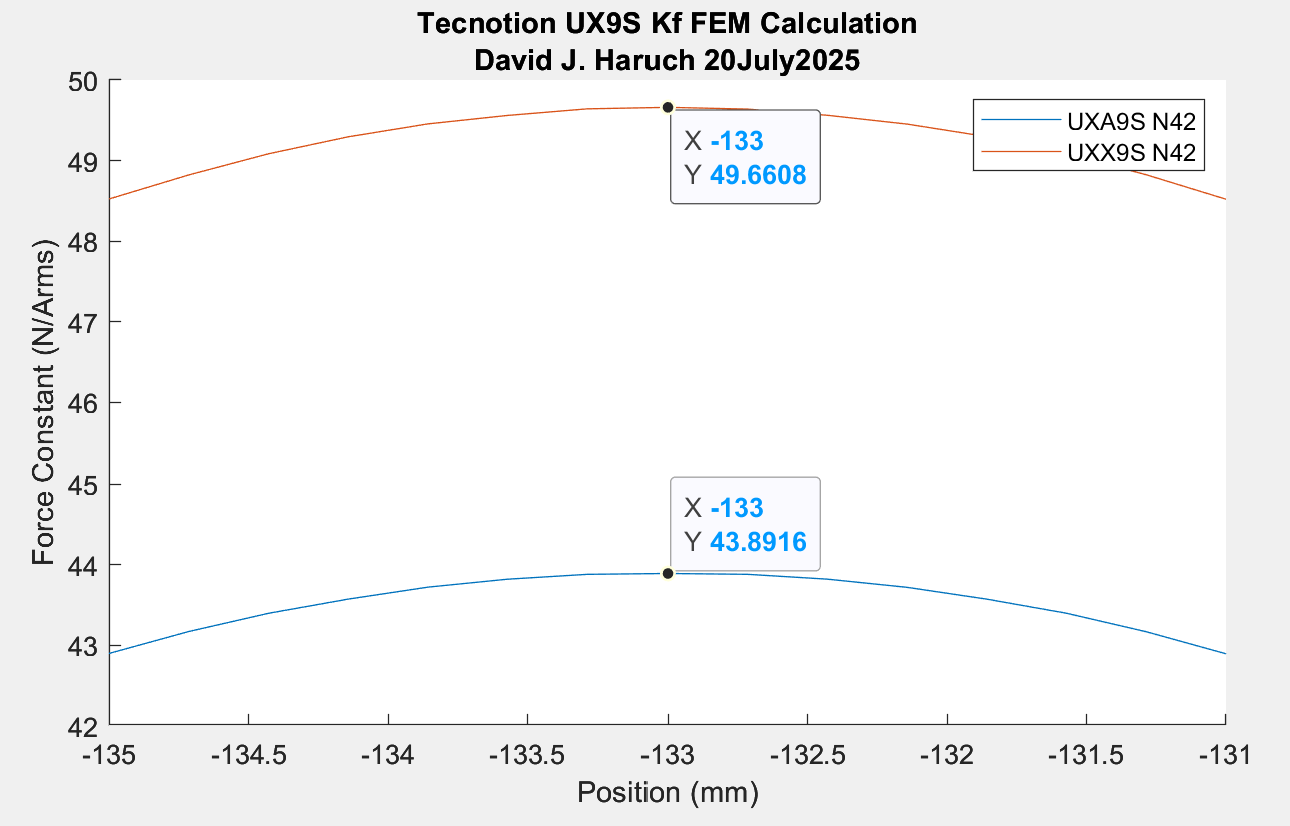 Tecnotion UX9S Kf FEM Calculation
David J. Haruch 20July2025
50
49
48
47
46
45
44
43
42
Force Constant (N/Arms)
X -133
Y 49.6608
UXA9S N42
UXX9S N42
X -133
Y 43.8916
-135 -134.5 -134 -133.5 -133 -132.5 -132 -131.5 -131
Position (mm)